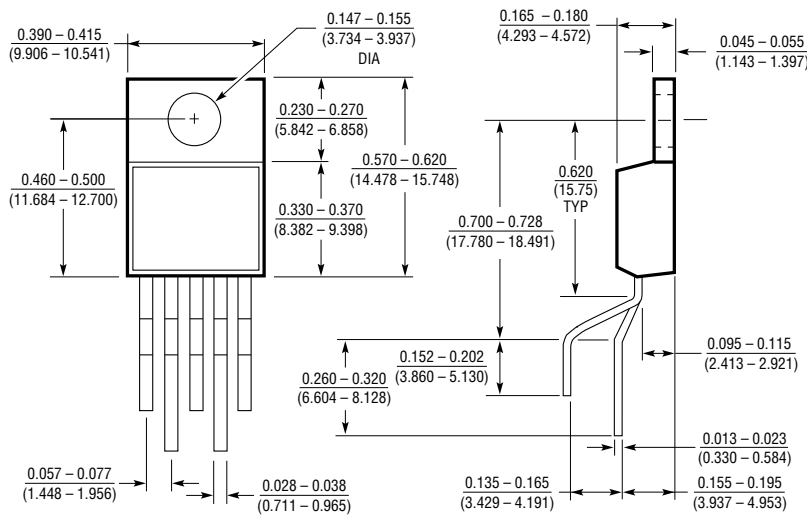 0.390 – 0.415
(9.906 – 10.541)
0.147 – 0.155
(3.734 – 3.937)
DIA
0.165 – 0.180
(4.293 – 4.572)
0.045 – 0.055
(1.143 – 1.397)
0.230 – 0.270
(5.842 – 6.858)
0.460 – 0.500
(11.684 – 12.700)
0.570 – 0.620
(14.478 – 15.748)
0.330 – 0.370
(8.382 – 9.398)
0.620
(15.75)
TYP
0.700 – 0.728
(17.780 – 18.491)
0.095 – 0.115
(2.413 – 2.921)
0.152 – 0.202
(3.860 – 5.130)
0.260 – 0.320
(6.604 – 8.128)
0.013 – 0.023
(0.330 – 0.584)
0.057 – 0.077
(1.448 – 1.956)
0.028 – 0.038
(0.711 – 0.965)
0.135 – 0.165
(3.429 – 4.191)
0.155 – 0.195
(3.937 – 4.953)